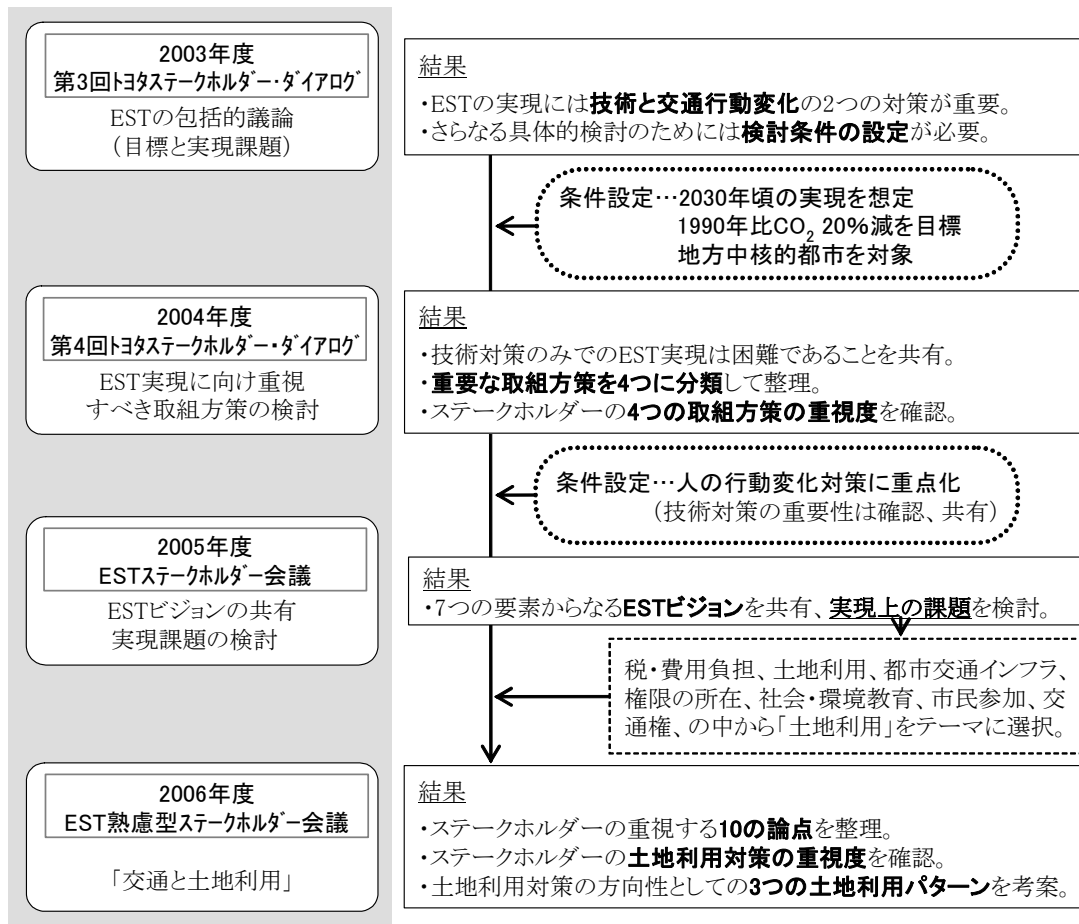 2003年度
第3回トヨタステークホルダー・ダイアログ
ESTの包括的議論
(目標と実現課題)
結果
・ESTの実現には技術と交通行動変化の2つの対策が重要。
・さらなる具体的検討のためには検討条件の設定が必要。
条件設定…2030年頃の実現を想定
1990年比CO2 20%減を目標
地方中核的都市を対象
2004年度
第4回トヨタステークホルダー・ダイアログ
EST実現に向け重視
すべき取組方策の検討
結果
・技術対策のみでのEST実現は困難であることを共有。
・重要な取組方策を4つに分類して整理。
・ステークホルダーの4つの取組方策の重視度を確認。
条件設定…人の行動変化対策に重点化
(技術対策の重要性は確認、共有)
2005年度
ESTステークホルダー会議
ESTビジョンの共有
実現課題の検討
結果
・7つの要素からなるESTビジョンを共有、実現上の課題を検討。
税・費用負担、土地利用、都市交通インフラ、
権限の所在、社会・環境教育、市民参加、交
通権、の中から「土地利用」をテーマに選択。
2006年度
EST熟慮型ステークホルダー会議
「交通と土地利用」
結果
・ステークホルダーの重視する10の論点を整理。
・ステークホルダーの土地利用対策の重視度を確認。
・土地利用対策の方向性としての3つの土地利用パターンを考案。